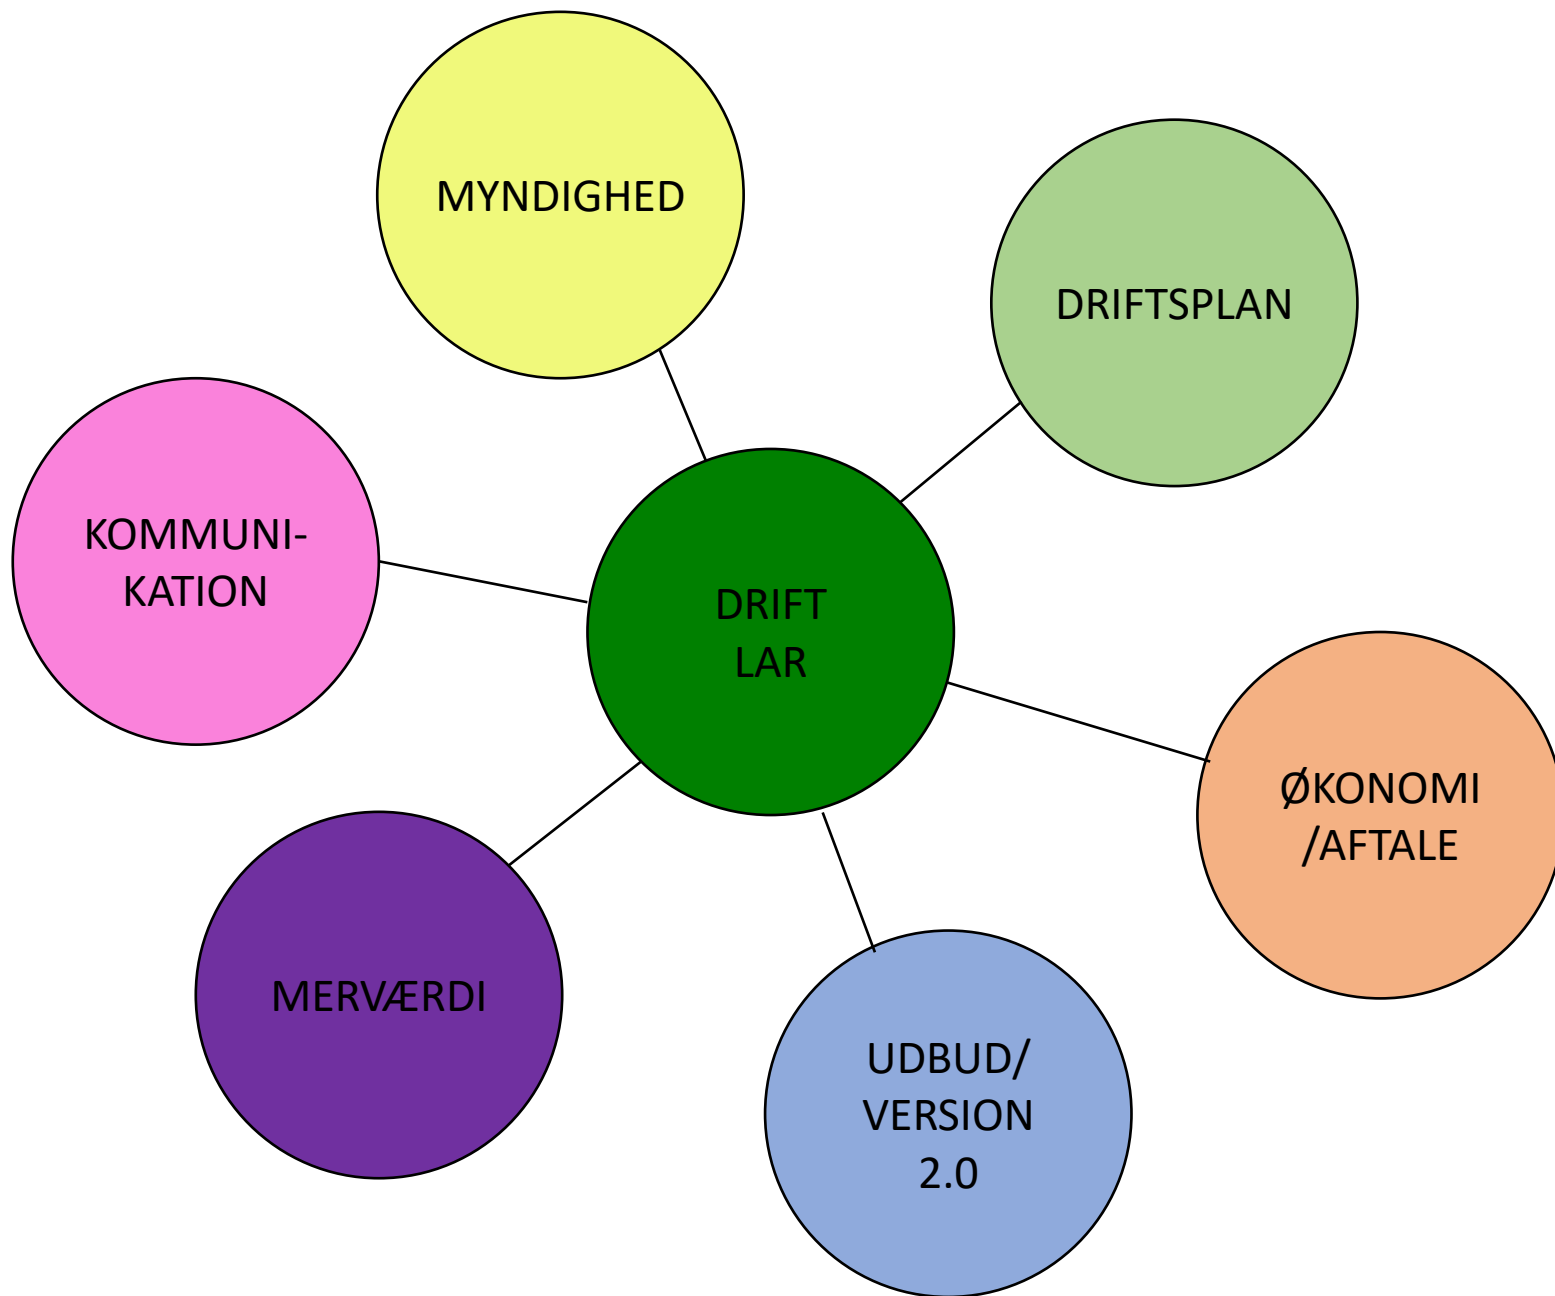 MYNDIGHED
DRIFTSPLAN
KOMMUNI-
KATION
DRIFT
LAR
ØKONOMI
/AFTALE
MERVÆRDI
UDBUD/
VERSION
2.0